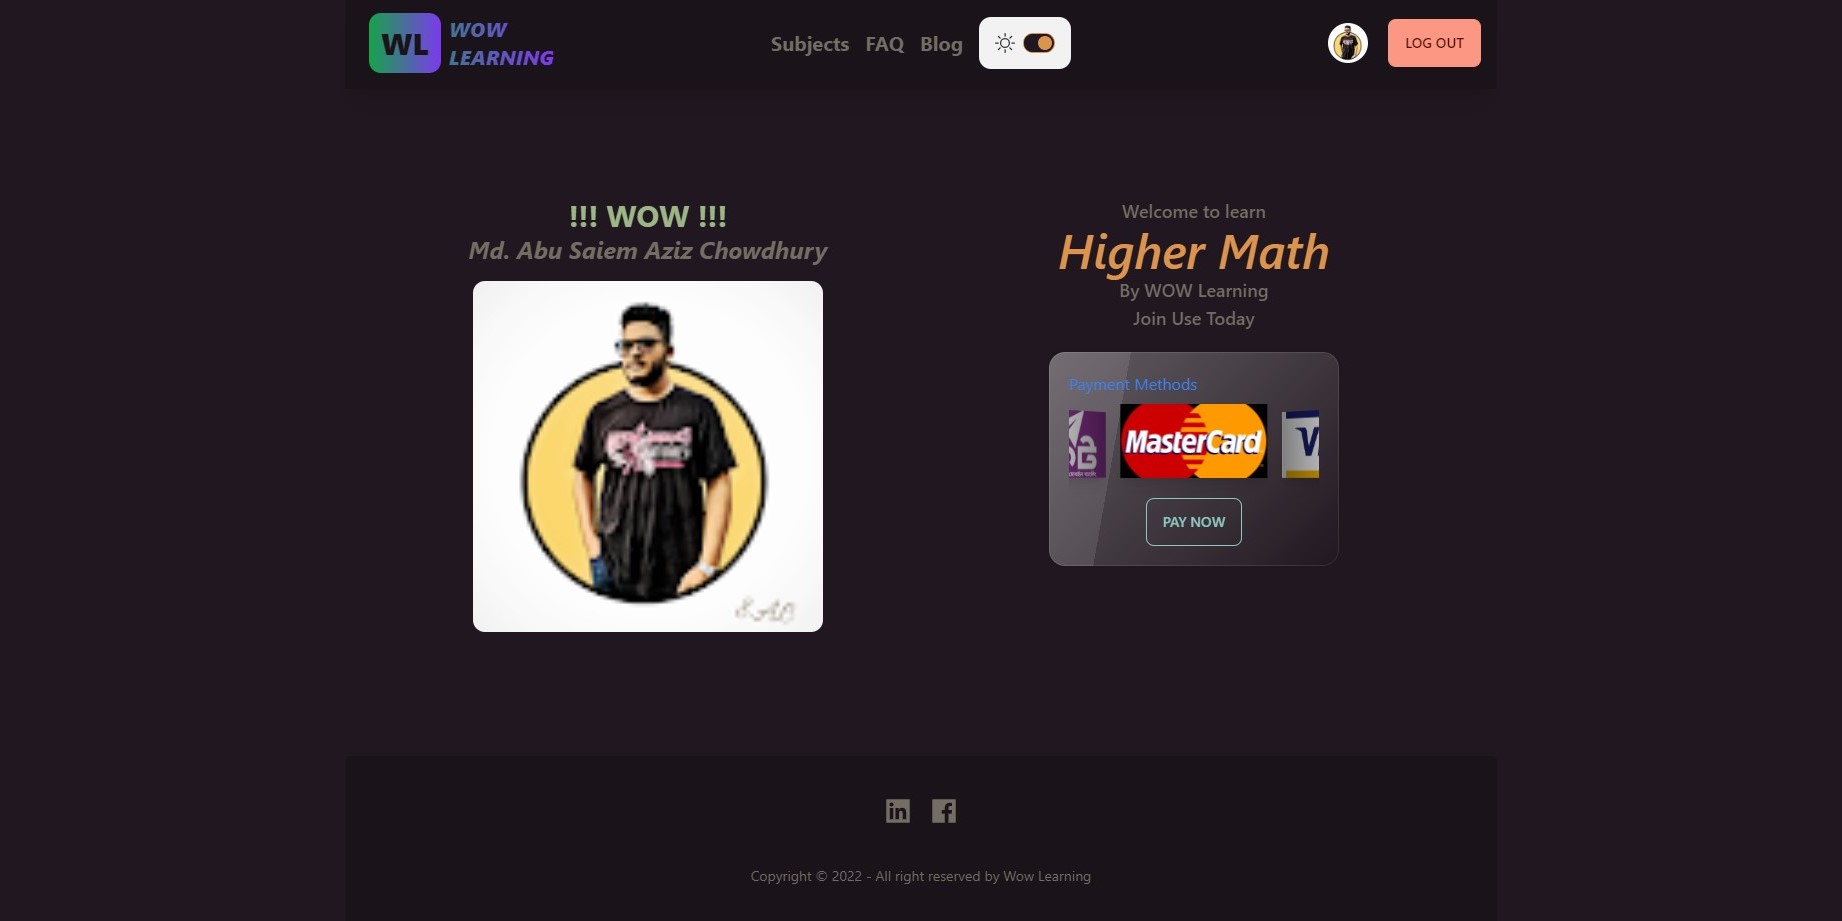 WL
WOW
LEARNING
Subjects
FAQ
Blog
LOG OUT
!!! WOW !!!
Md. Abu Saiem Aziz Chowdhury
Welcome to learn
Higher Math
By WOW Learning
Join Use Today
Payment Methods
MasterCard
PAY NOW
Copyright © 2022 - All right reserved by Wow Learning